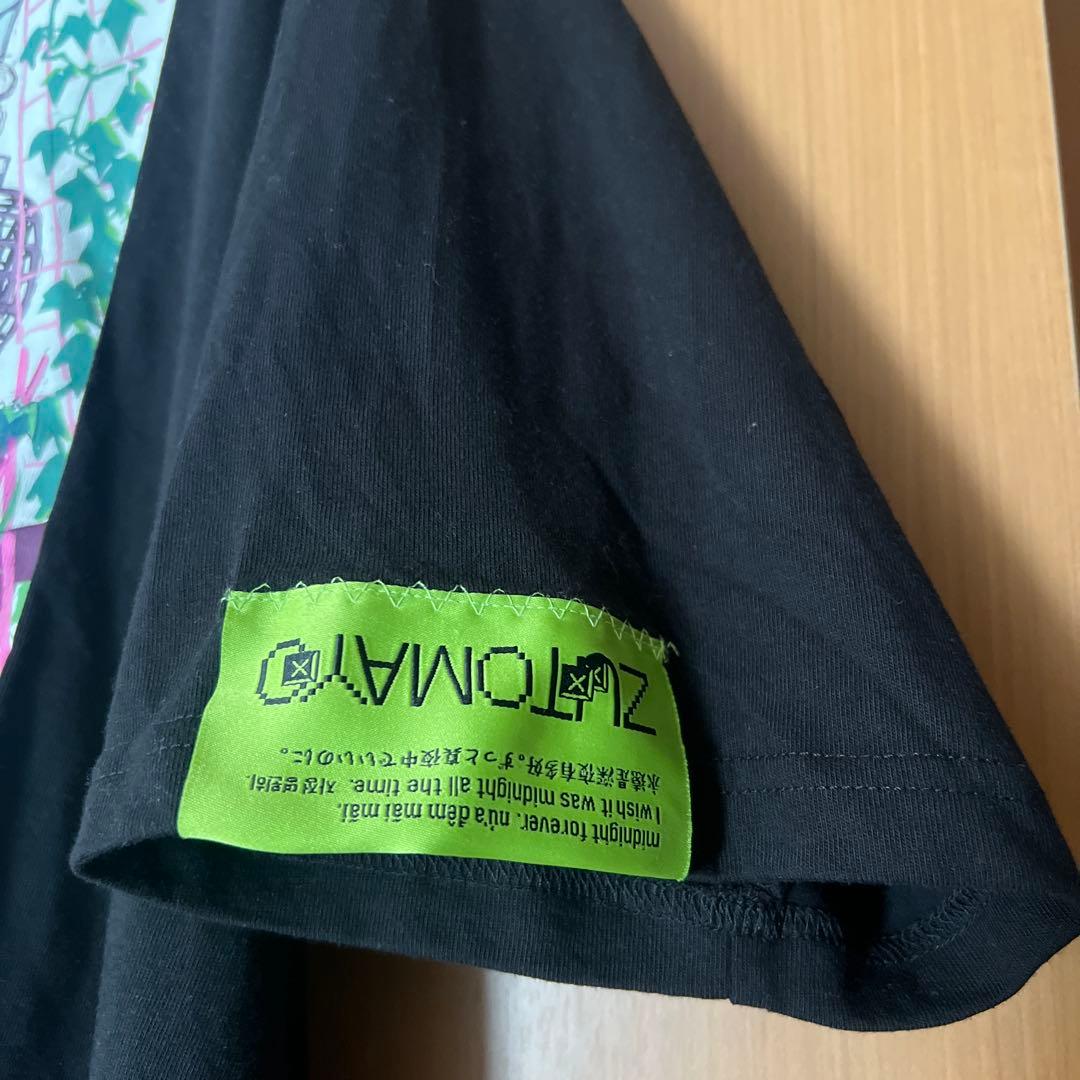 ZUTOMAYO
永遠是深夜有多好。ずっと真夜中でいいのに。
I wish it was midnight all the time. 자정 영원히.
midnight forever. nửa đêm mãi mãi.